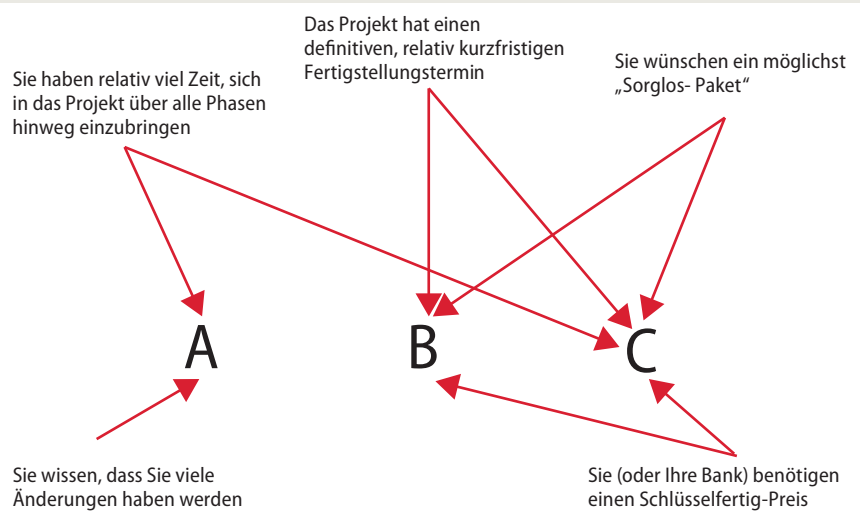 Das Projekt hat einen
definitiven, relativ kurzfristigen
Fertigstellungstermin
Sie wünschen ein möglichst
„Sorglos- Paket“
Sie haben relativ viel Zeit, sich
in das Projekt über alle Phasen
hinweg einzubringen
A
B
C
Sie wissen, dass Sie viele
Änderungen haben werden
Sie (oder Ihre Bank) benötigen
einen Schlüsselfertig-Preis